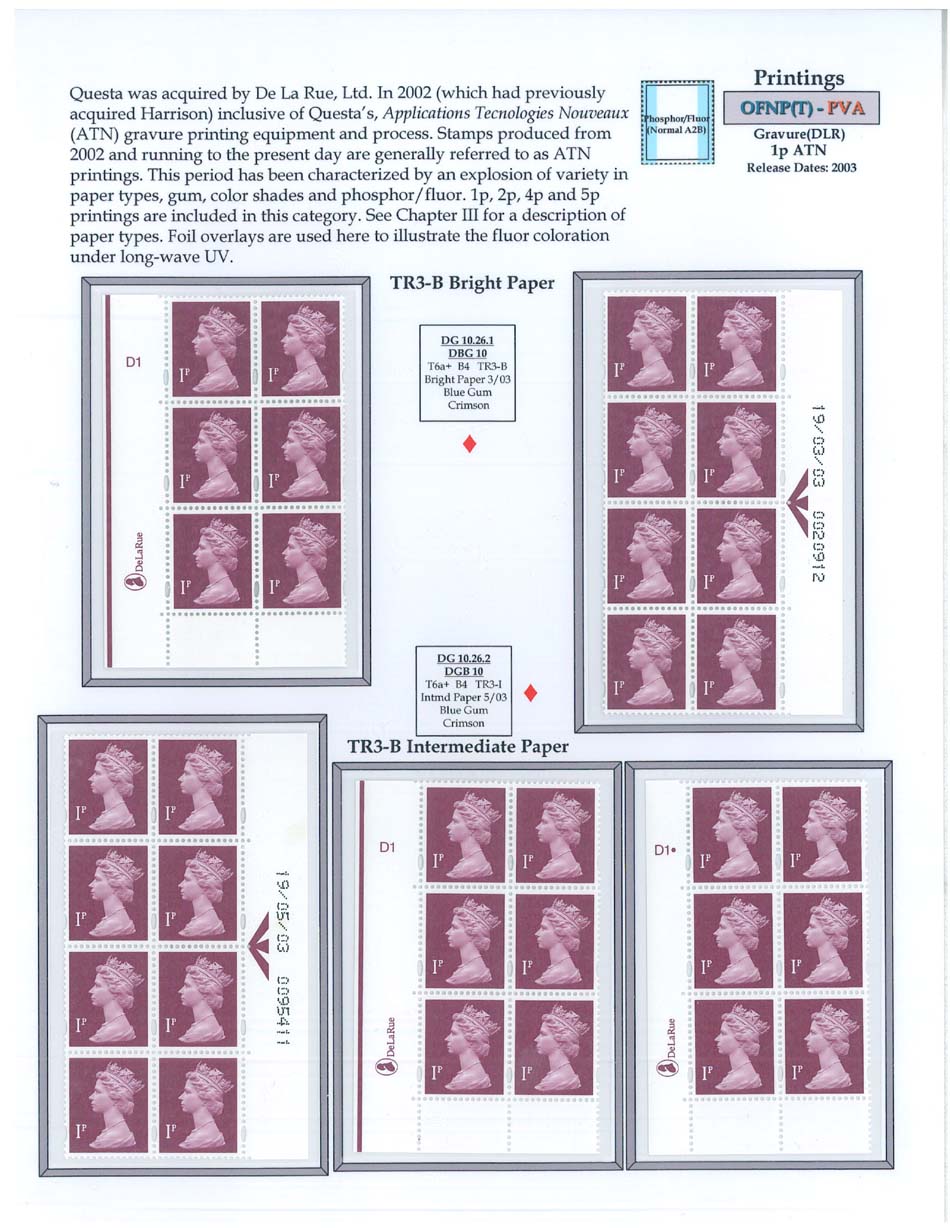 Questa was acquired by De La Rue, Ltd. In 2002 (which had previously
acquired Harrison) inclusive of Questa's, Applications Tecnologies Nouveaux
(ATN) gravure printing equipment and process. Stamps produced from
2002 and running to the present day are generally referred to as ATN
printings. This period has been characterized by an explosion of variety in
paper types, gum, color shades and phosphor/fluor. 1p, 2p, 4p and 5p
printings are included in this category. See Chapter III for a description of
paper types. Foil overlays are used here to illustrate the fluor coloration
under long-wave UV.
Phosphor/Fluor
(Normal A2B)
Printings
OFNP(T) - PVA
Gravure(DLR)
1p ATN
Release Dates: 2003
TR3-B Bright Paper
D1
1P
1P
1P
1P
1P
1P
DeLaRue
DG 10.26.1
DBG 10
T6a+ B4 TR3-B
Bright Paper 3/03
Blue Gum
Crimson
1P
1P
1P
1P
1P
1P
1P
1P
19/03/03 0020912
DG 10.26.2
DGB 10
T6a+ B4 TR3-I
Intmd Paper 5/03
Blue Gum
Crimson
TR3-B Intermediate Paper
1P
1P
1P
1P
1P
1P
1P
1P
19/05/03 0095411
D1
1P
1P
1P
1P
1P
1P
DeLaRue
D1•
1P
1P
1P
1P
1P
1P
DeLaRue